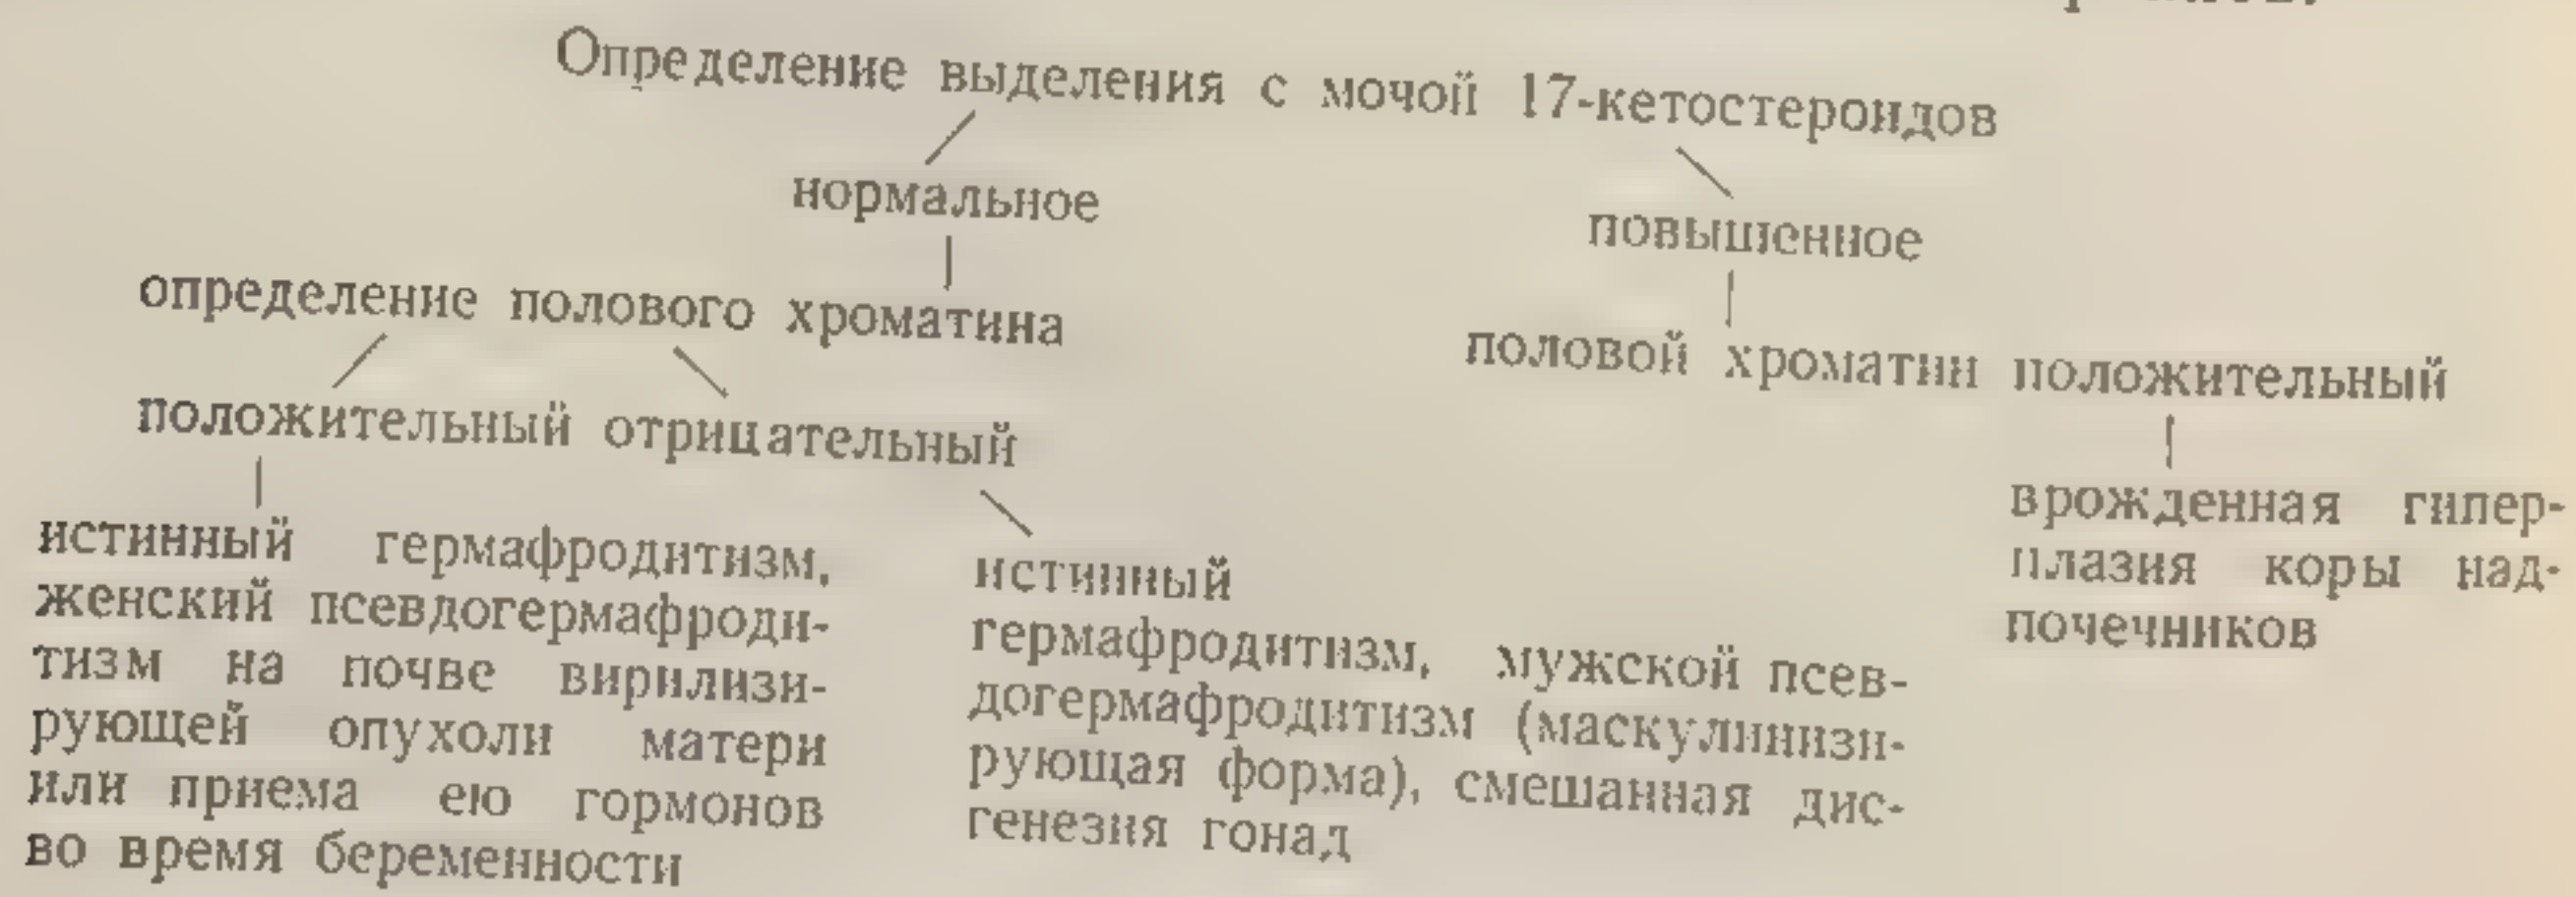 Определение выделения с мочой 17-кетостероидов
нормальное
повышенное
определение полового хроматина
половой хроматин положительный
положительный отрицательный
истинный гермафродитизм,
женский псевдогермафроди-
тизм на почве вирилизи-
рующей опухоли матери
или приема ею гормонов
во время беременности
истинный
гермафродитизм, мужской псев-
догермафродитизм (маскулинизи-
рующая форма), смешанная дис-
генезия гонад
врожденная гипер-
плазия коры над-
почечников